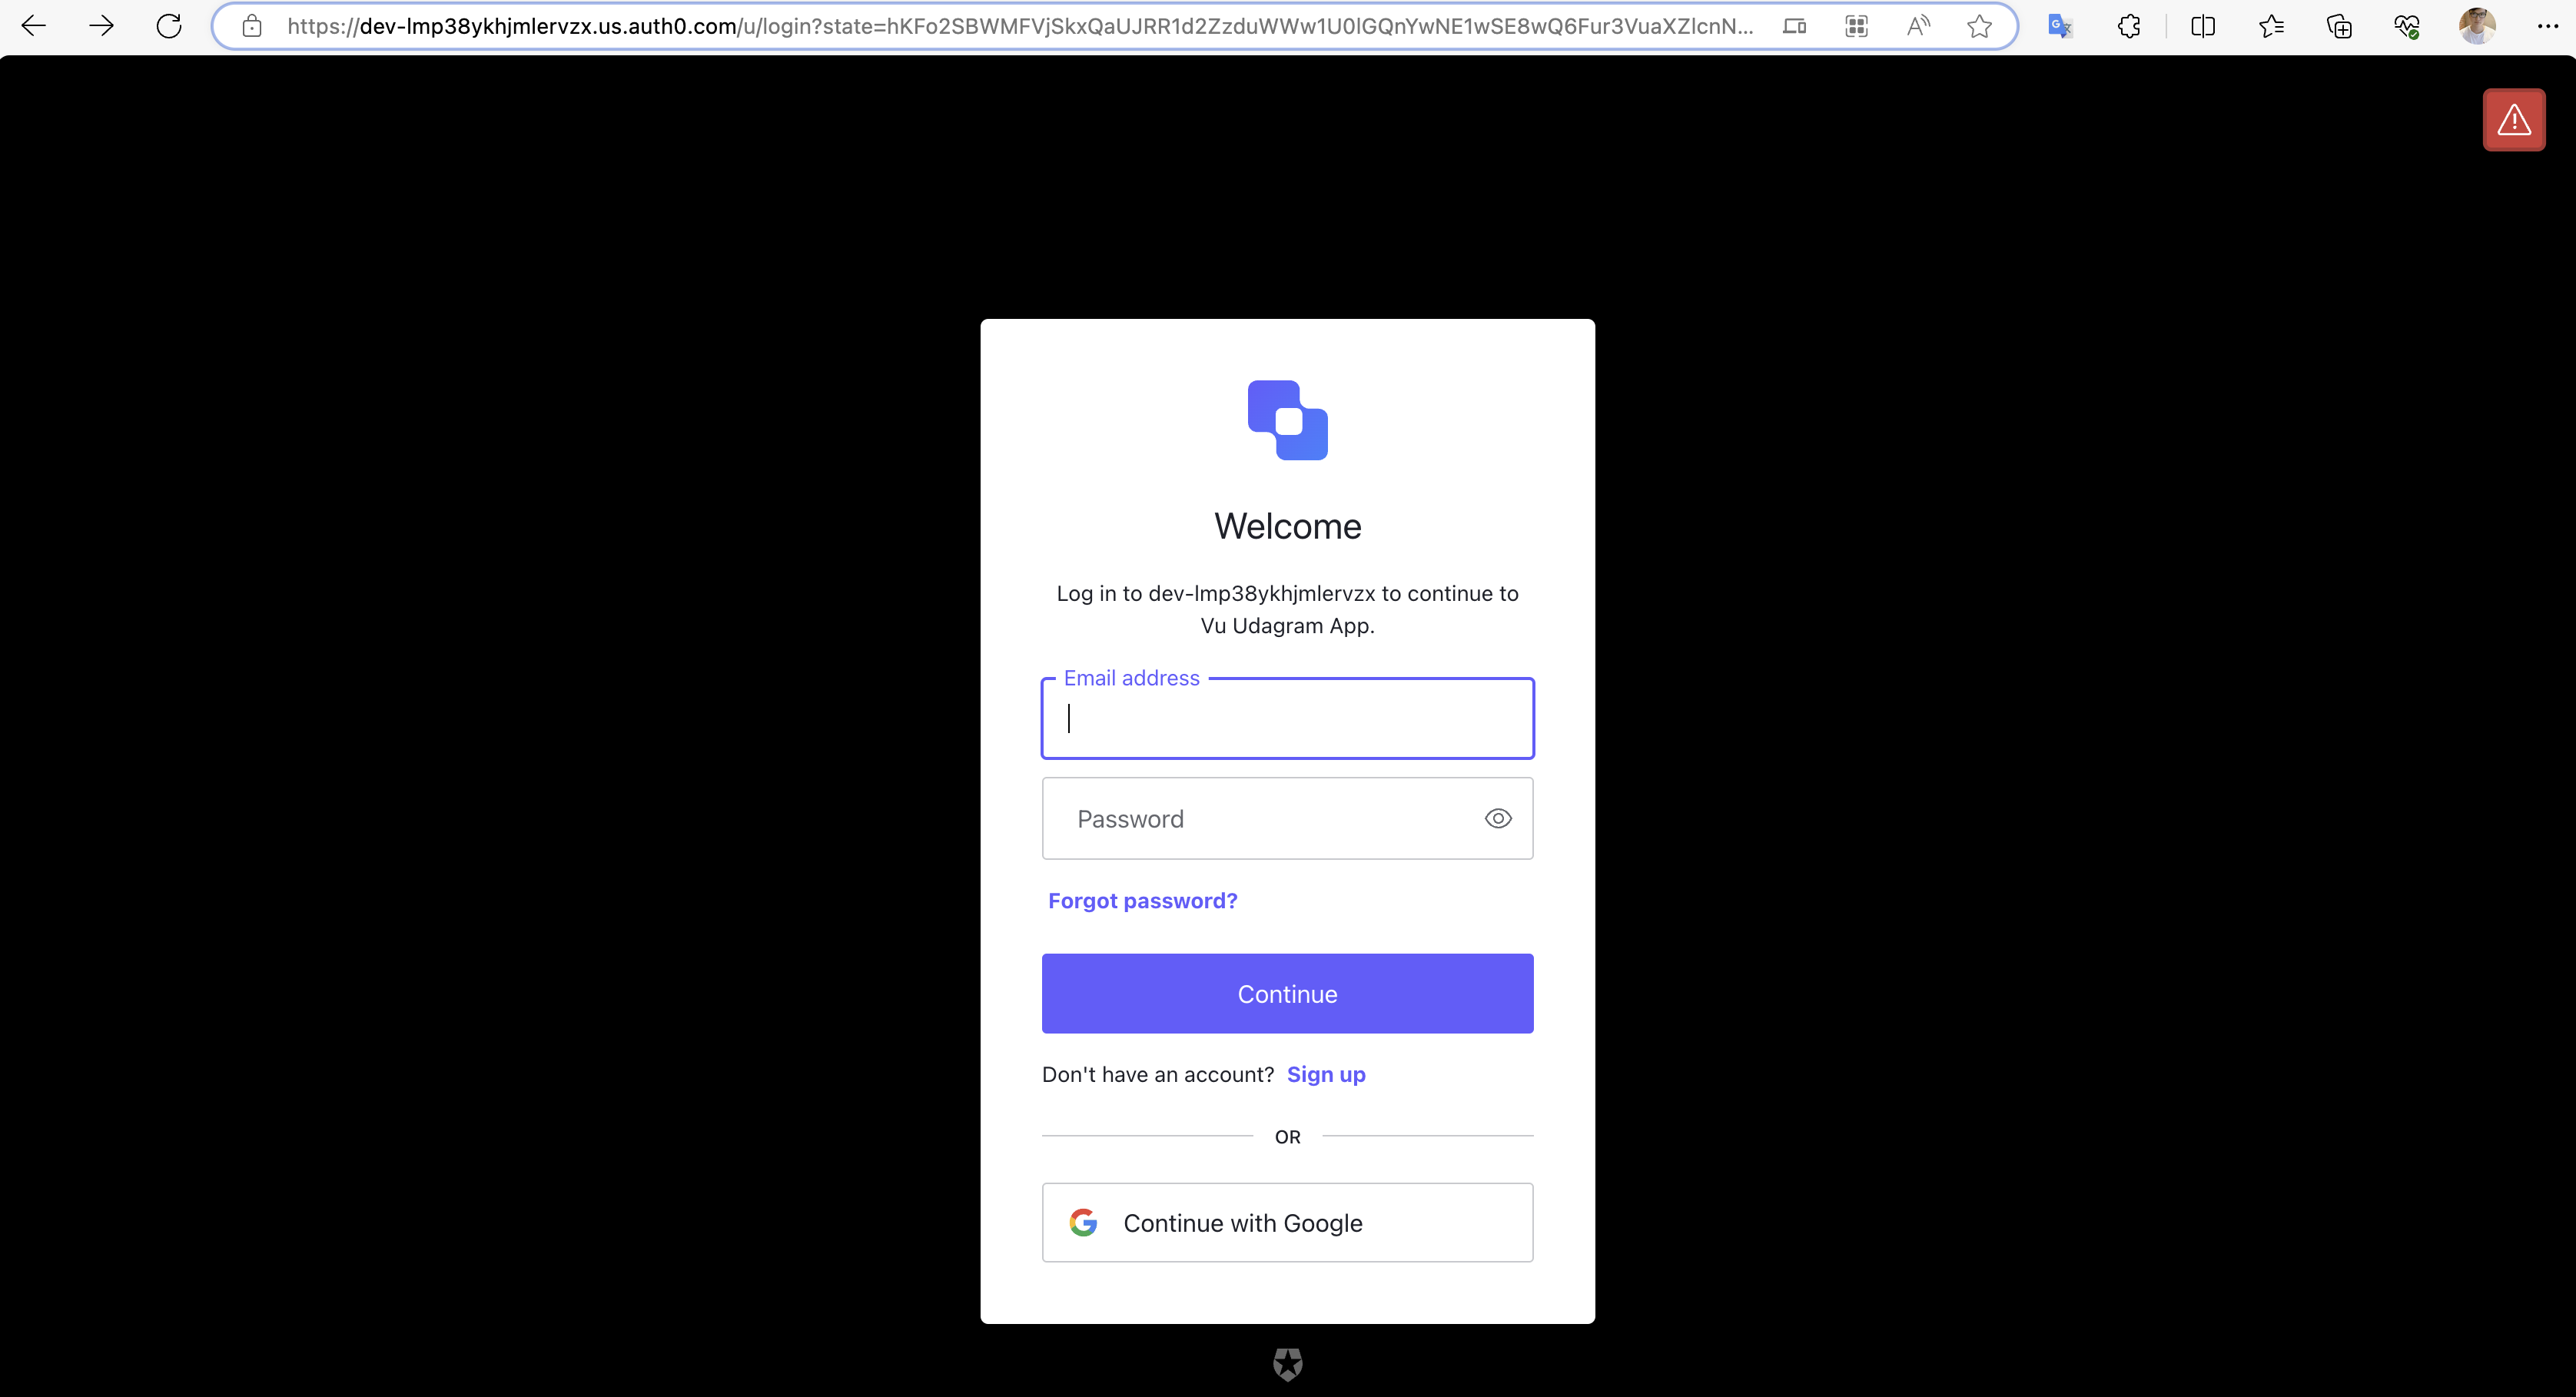 https://dev-lmp38ykhjmlervzx.us.auth0.com/u/login?state=hKFo2SBWMFVjSkxQaUJRR1d2ZzduWWw1U0lGQnYwNE1wSE8wQ6Fur3VuaXZlcnN...
Welcome
Log in to dev-lmp38ykhjmlervzx to continue to
Vu Udagram App.
Email address
Password
Forgot password?
Continue
Don't have an account? Sign up
OR
Continue with Google